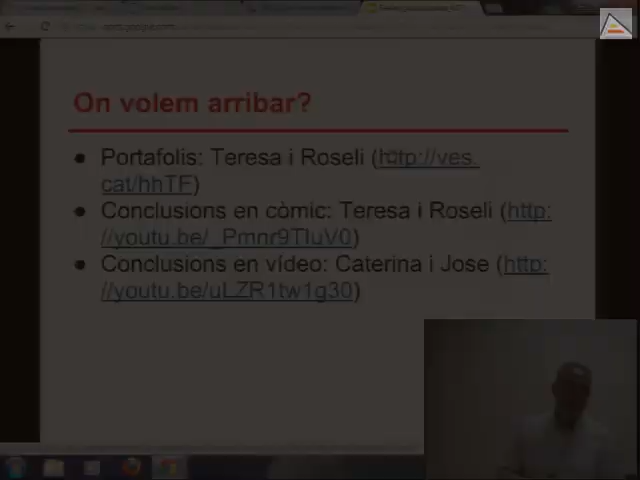 On volem arribar?
● Portafolis: Teresa i Roseli (http://ves.
cat/hhTF)
● Conclusions en còmic: Teresa i Roseli (http:
//youtu.be/_Pmnr9TIuV0)
● Conclusions en vídeo: Caterina i Jose (http:
//youtu.be/uLZR1tw1g30)